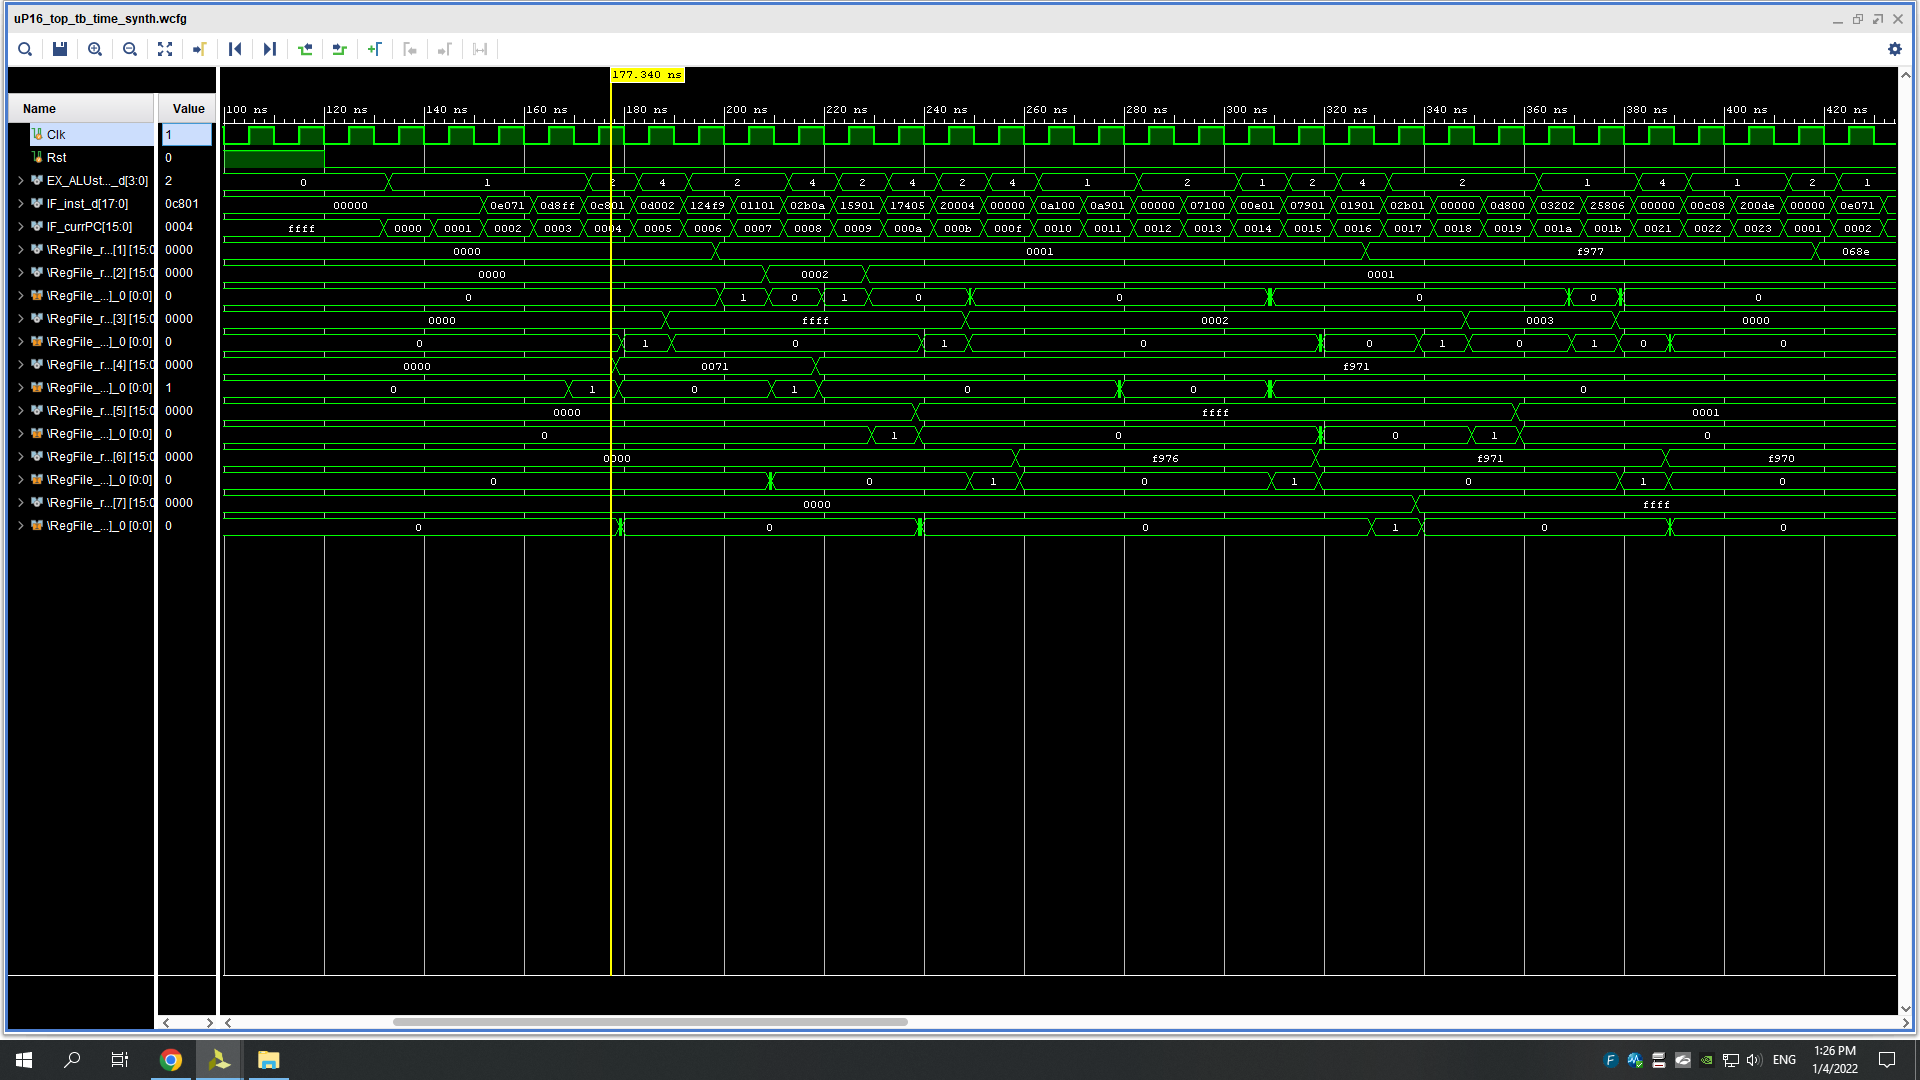 uP16_top_tb_time_synth.wcfg
177.340 ns
Name Value
100 ns 120 ns 140 ns 160 ns 180 ns 200 ns 220 ns 240 ns 260 ns 280 ns 300 ns 320 ns 340 ns 360 ns 380 ns 400 ns 420 ns
Clk 1
Rst 0
EX_ALUst..._d[3:0] 2 0 1 2 4 2 4 2 4 2 4 1 2 1 2 4 2 1 4 1 2 1
IF_inst_d[17:0] 0c801 00000 0e071 0d8ff 0c801 0d002 124f9 01101 02b0a 15901 17405 20004 00000 0a100 0a901 00000 07100 00e01 07901 01901 02b01 00000 0d800 03202 25806 00000 00c08 200de 00000 0e071
IF_currPC[15:0] 0004 ffff 0000 0001 0002 0003 0004 0005 0006 0007 0008 0009 000a 000b 000f 0010 0011 0012 0013 0014 0015 0016 0017 0018 0019 001a 001b 0021 0022 0023 0001 0002
\RegFile_r...[1] [15:0 0000 0000 0001 f977 068e
\RegFile_r...[2] [15:0 0000 0000 0002 0001
\RegFile_...]_0 [0:0] 0 0 1 0 1 0 0 0 0 0
\RegFile_r...[3] [15:0 0000 0000 ffff 0002 0003 0000
\RegFile_...]_0 [0:0] 0 0 1 0 1 0 0 1 0 1 0 0
\RegFile_r...[4] [15:0 0000 0000 0071 f971
\RegFile_...]_0 [0:0] 1 0 1 0 1 0 0 0
\RegFile_r...[5] [15:0 0000 0000 ffff 0001
\RegFile_...]_0 [0:0] 0 0 1 0 0 1 0
\RegFile_r...[6] [15:0 0000 0000 f976 f971 f970
\RegFile_...]_0 [0:0] 0 0 0 1 0 1 0 1 0
\RegFile_r...[7] [15:0 0000 0000 ffff
\RegFile_...]_0 [0:0] 0 0 0 0 1 0 0
F ENG 1:26 PM
1/4/2022